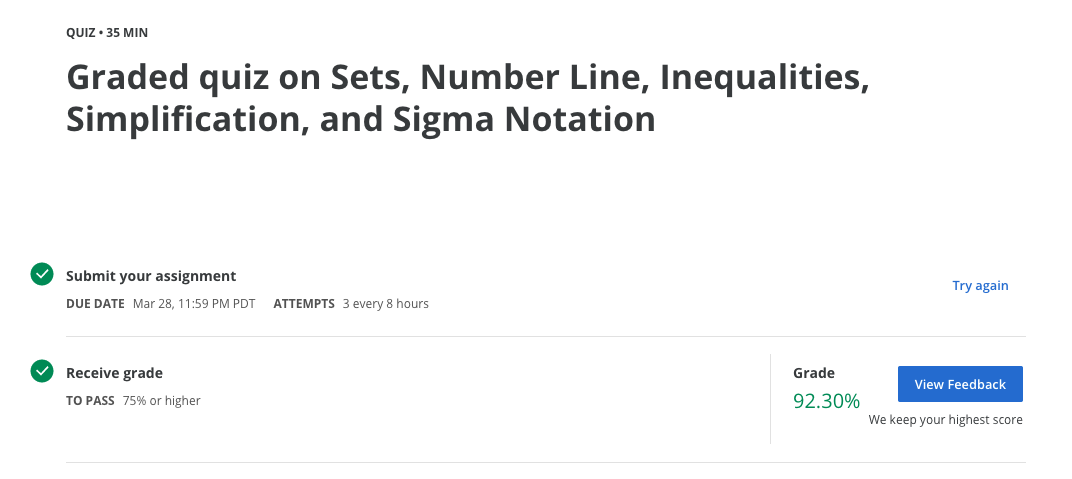 QUIZ • 35 MIN
Graded quiz on Sets, Number Line, Inequalities,
Simplification, and Sigma Notation
Submit your assignment
DUE DATE Mar 28, 11:59 PM PDT ATTEMPTS 3 every 8 hours
Try again
Receive grade
TO PASS 75% or higher
Grade
92.30%
View Feedback
We keep your highest score